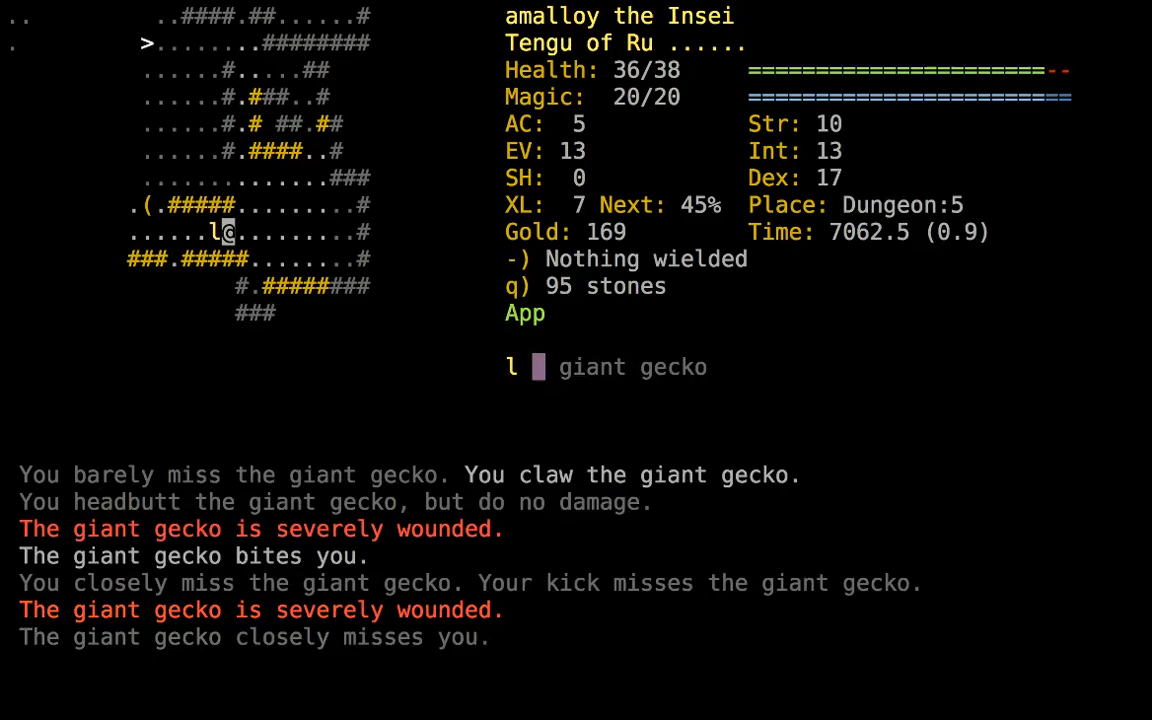 ..          ..####.##......#
.         >........########
......#.....##
......#.###..#
......#.# ##.##
......#.####..#
.............###
.(.#####.........#
......l@.........#
###.#####........#
#.########
###
amalloy the Insei
Tengu of Ru ......
Health: 36/38 ======================--
Magic:  20/20 ========================
AC:  5 Str: 10
EV: 13 Int: 13
SH:  0 Dex: 17
XL:  7 Next: 45% Place: Dungeon:5
Gold: 169 Time: 7062.5 (0.9)
-) Nothing wielded
q) 95 stones
App
l giant gecko
You barely miss the giant gecko. You claw the giant gecko.
You headbutt the giant gecko, but do no damage.
The giant gecko is severely wounded.
The giant gecko bites you.
You closely miss the giant gecko. Your kick misses the giant gecko.
The giant gecko is severely wounded.
The giant gecko closely misses you.